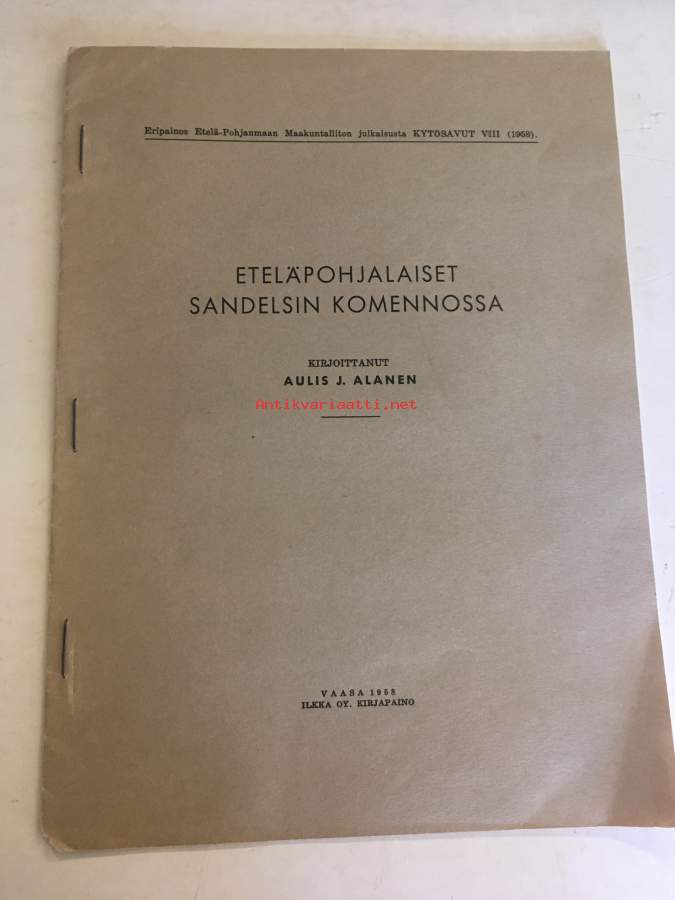 Eripainos Etelä-Pohjanmaan Maakuntaliiton julkaisusta KYTÖSAVUT VIII (1958).
ETELÄPOHJALAISET
SANDELSIN KOMENNOSSA
KIRJOITTANUT
AULIS J. ALANEN
Antikvariaatti.net
VAASA 1958
ILKKA OY. KIRJAPAINO